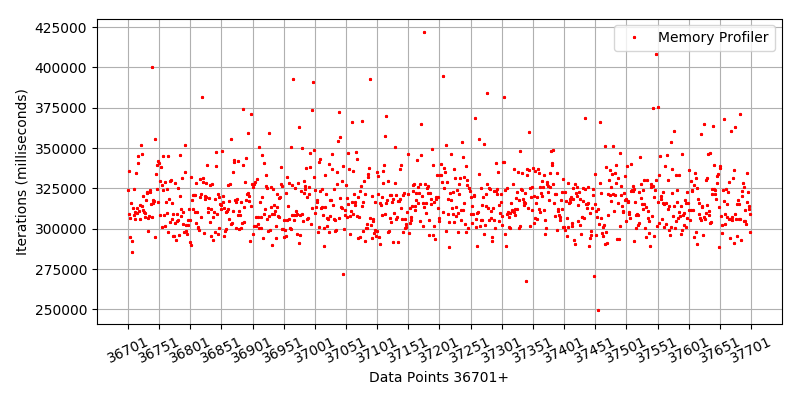 425000
400000
375000
350000
325000
300000
275000
250000
Iterations (milliseconds)
Memory Profiler
36701 36751 36801 36851 36901 36951 37001 37051 37101 37151 37201 37251 37301 37351 37401 37451 37501 37551 37601 37651 37701
Data Points 36701+